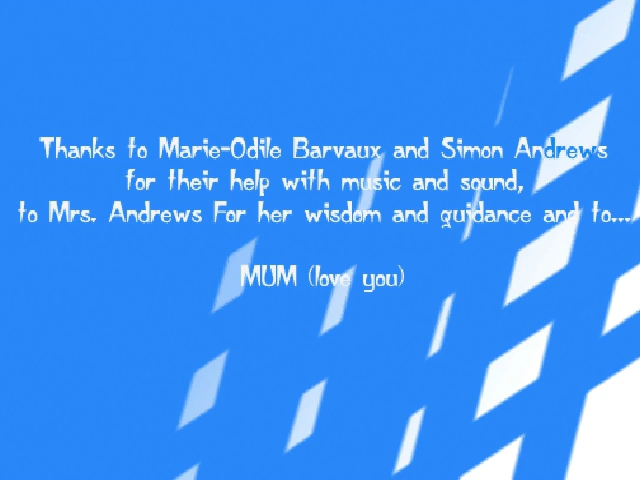 Thanks to Marie-Odile Barvaux and Simon Andrews
for their help with music and sound,
to Mrs. Andrews For her wisdom and guidance and to...
MUM (love you)